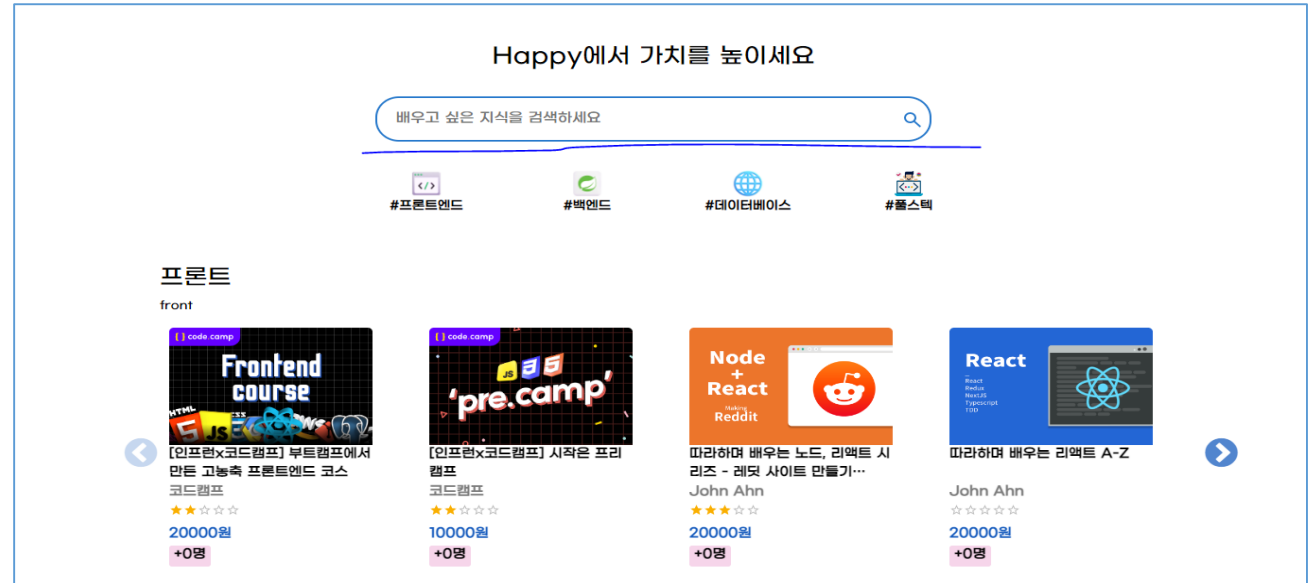 Happy에서 가치를 높이세요
배우고 싶은 지식을 검색하세요
</>
<···>
#프론트엔드 #백엔드 #데이터베이스 #풀스텍
프론트
front
{ } code.camp
Frontend
course
HTML
JS
{ } code.camp
JS
'pre.camp'
Node
+
React
Making
Reddit
React
React
Redux
NextJS
Typescript
TDD
[인프런x코드캠프] 부트캠프에서
만든 고농축 프론트엔드 코스
코드캠프
20000원
+0명
[인프런x코드캠프] 시작은 프리
캠프
코드캠프
10000원
+0명
따라하며 배우는 노드, 리액트 시
리즈 - 레딧 사이트 만들기…
John Ahn
20000원
+0명
따라하며 배우는 리액트 A-Z
John Ahn
20000원
+0명